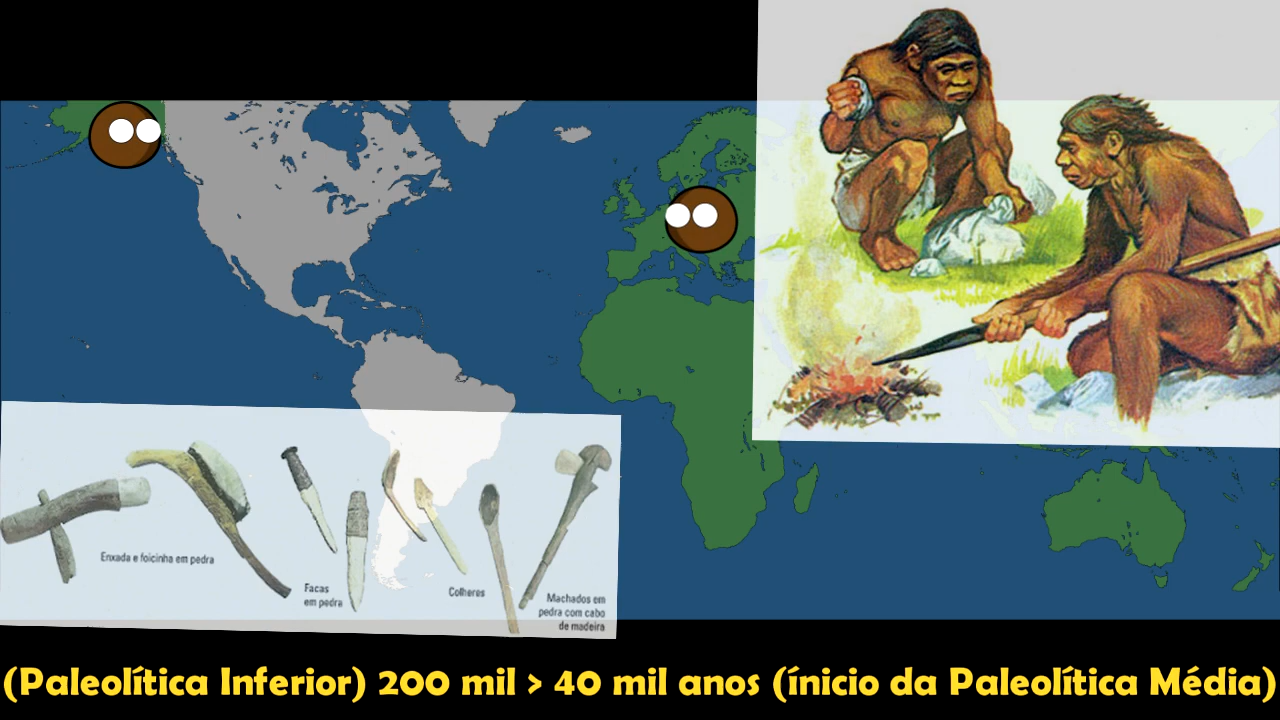 Enxada e foicinha em pedra
Facas
em pedra
Colheres
Machados em
pedra com cabo
de madeira
(Paleolítica Inferior) 200 mil > 40 mil anos (ínicio da Paleolítica Média)